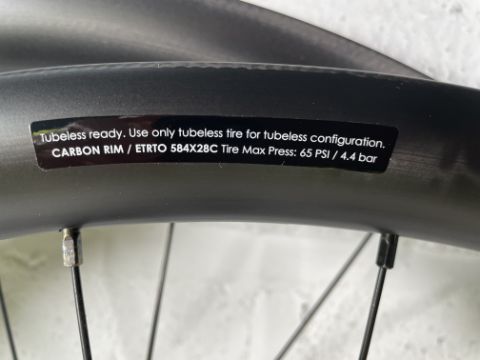 Tubeless ready. Use only tubeless tire for tubeless configuration.
CARBON RIM / ETRTO 584X28C Tire Max Press: 65 PSI / 4.4 bar